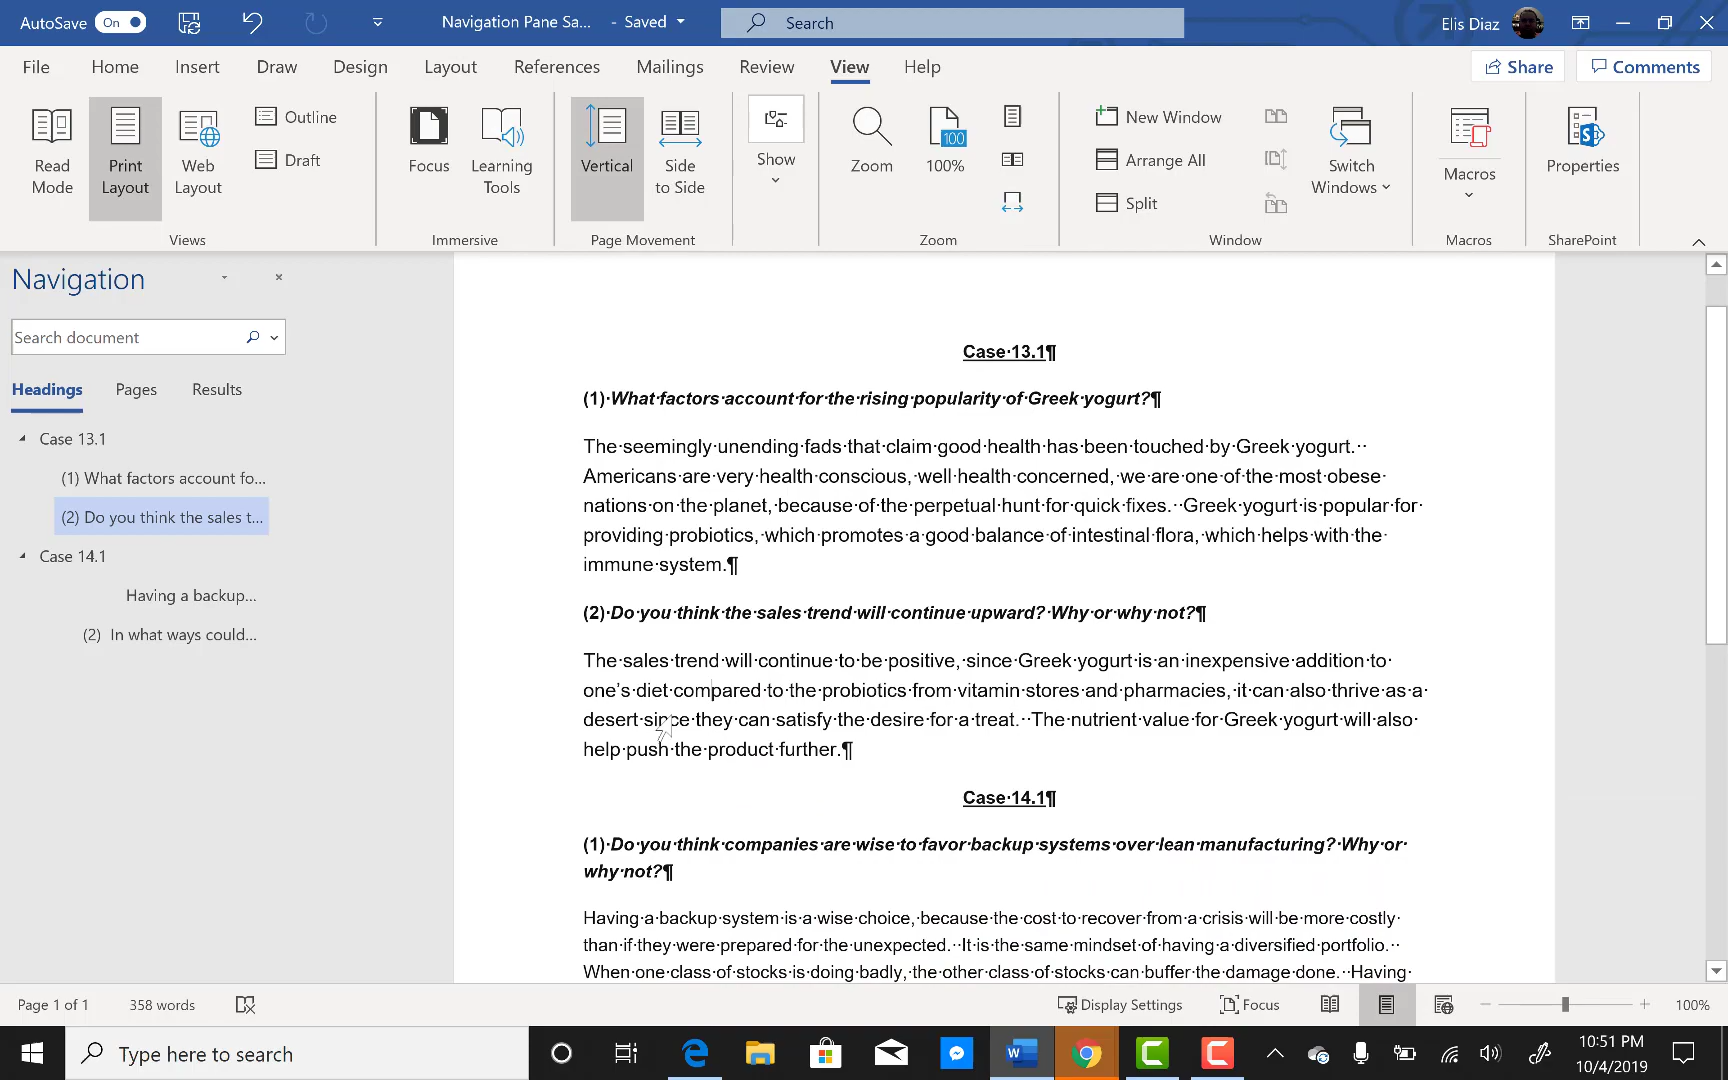 AutoSave On Navigation Pane Sa... - Saved Search Elis Diaz
File Home Insert Draw Design Layout References Mailings Review View Help Share Comments
Read Mode
Print Layout
Web Layout
Outline
Draft
Views
Focus
Learning Tools
Immersive
Vertical
Side to Side
Page Movement
Show
Zoom
100
100%
Zoom
New Window
Arrange All
Split
Switch Windows
Window
Macros
Macros
Properties
SharePoint
Navigation
Search document
Headings Pages Results
Case 13.1
(1) What factors account fo...
(2) Do you think the sales t...
Case 14.1
Having a backup...
(2) In what ways could...
Case·13.1¶
(1)·What·factors·account·for·the·rising·popularity·of·Greek·yogurt?¶
The·seemingly·unending·fads·that·claim·good·health·has·been·touched·by·Greek·yogurt.··
Americans·are·very·health·conscious,·well·health·concerned,·we·are·one·of·the·most·obese·
nations·on·the·planet,·because·of·the·perpetual·hunt·for·quick·fixes.··Greek·yogurt·is·popular·for·
providing·probiotics,·which·promotes·a·good·balance·of·intestinal·flora,·which·helps·with·the·
immune·system.¶
(2)·Do·you·think·the·sales·trend·will·continue·upward?·Why·or·why·not?¶
The·sales·trend·will·continue·to·be·positive,·since·Greek·yogurt·is·an·inexpensive·addition·to·
one's·diet·compared·to·the·probiotics·from·vitamin·stores·and·pharmacies,·it·can·also·thrive·as·a·
desert·since·they·can·satisfy·the·desire·for·a·treat.··The·nutrient·value·for·Greek·yogurt·will·also·
help·push·the·product·further.¶
Case·14.1¶
(1)·Do·you·think·companies·are·wise·to·favor·backup·systems·over·lean·manufacturing?·Why·or·
why·not?¶
Having·a·backup·system·is·a·wise·choice,·because·the·cost·to·recover·from·a·crisis·will·be·more·costly·
than·if·they·were·prepared·for·the·unexpected.··It·is·the·same·mindset·of·having·a·diversified·portfolio.··
When·one·class·of·stocks·is·doing·badly,·the·other·class·of·stocks·can·buffer·the·damage·done.··Having·
Page 1 of 1 358 words Display Settings Focus 100%
Type here to search
10:51 PM
10/4/2019